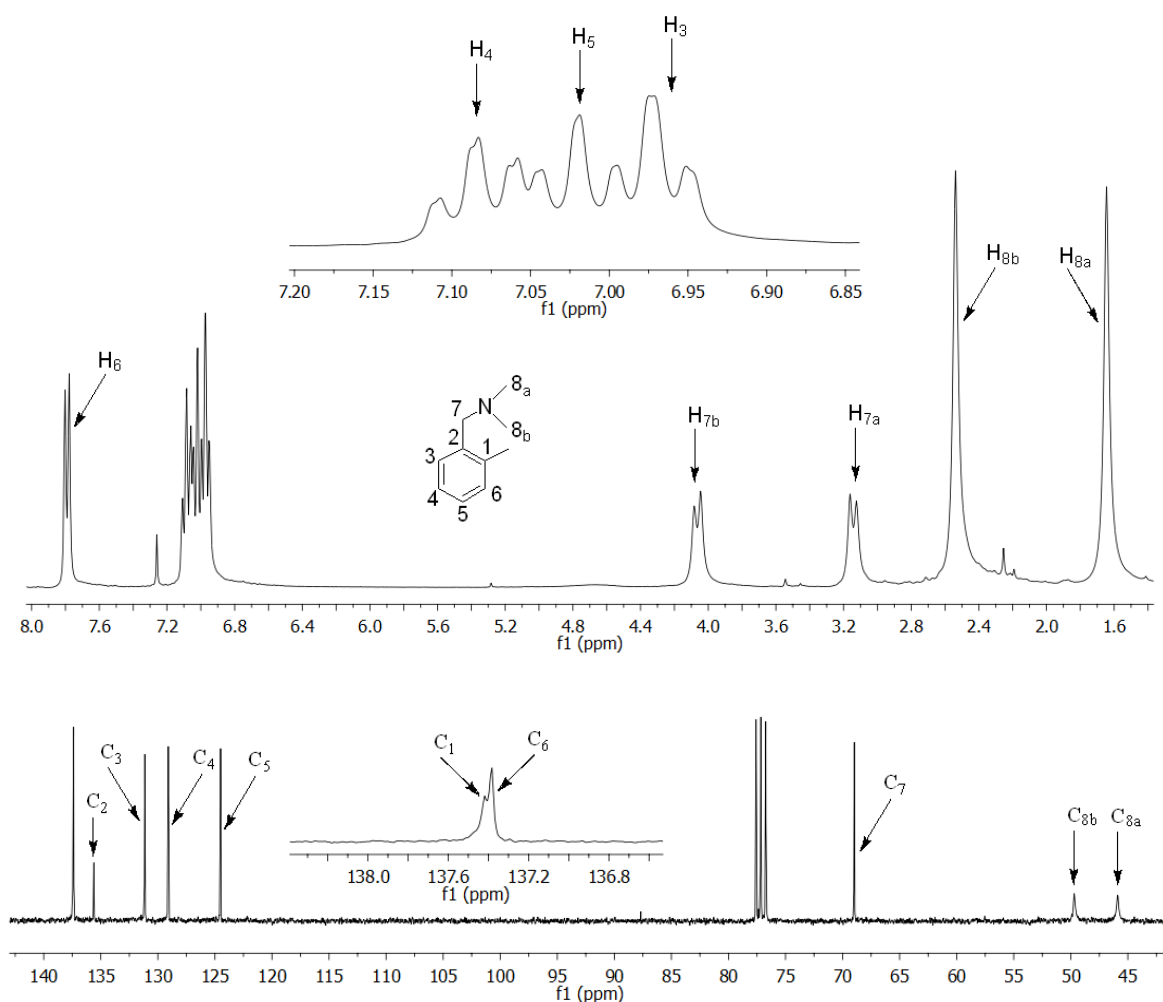 H4 H5 H3
7.20 7.15 7.10 7.05 7.00 6.95 6.90 6.85
f1 (ppm)
H8b H8a
H6
8a
7 N
H7b H7a
2 8b
3 1
4 6
5
8.0 7.6 7.2 6.8 6.4 6.0 5.6 5.2 4.8 4.4 4.0 3.6 3.2 2.8 2.4 2.0 1.6
f1 (ppm)
C3 C4 C5 C2 C1 C6 C7 C8b C8a
138.0 137.6 137.2 136.8
f1 (ppm)
140 135 130 125 120 115 110 105 100 95 90 85 80 75 70 65 60 55 50 45
f1 (ppm)